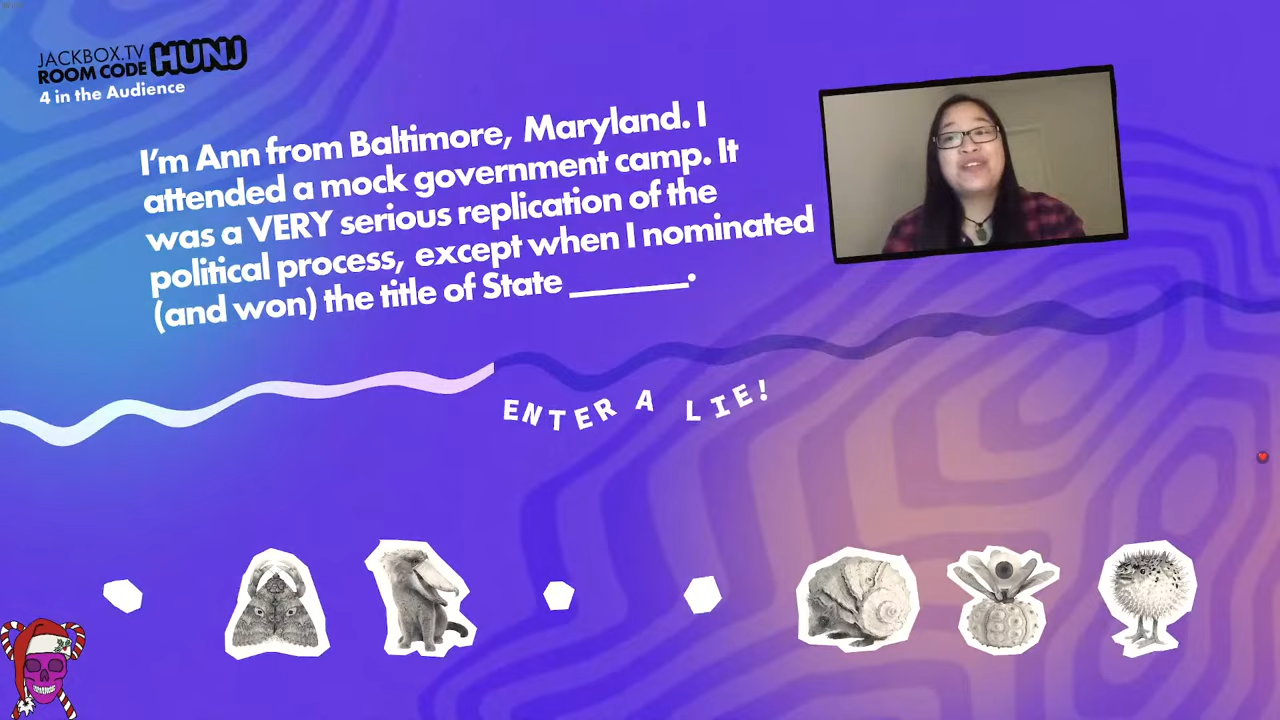 JACKBOX.TV
ROOM CODE HUNJ
4 in the Audience
I'm Ann from Baltimore, Maryland. I
attended a mock government camp. It
was a VERY serious replication of the
political process, except when I nominated
(and won) the title of State _______.
ENTER A LIE!